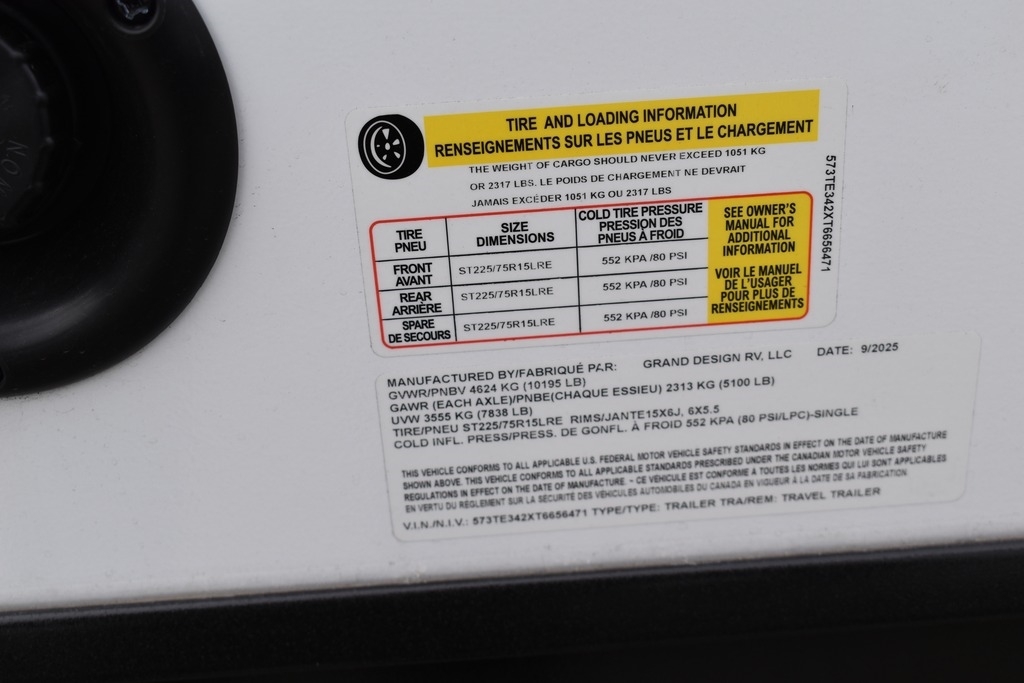 TIRE AND LOADING INFORMATION
RENSEIGNEMENTS SUR LES PNEUS ET LE CHARGEMENT
THE WEIGHT OF CARGO SHOULD NEVER EXCEED 1051 KG
OR 2317 LBS. LE POIDS DE CHARGEMENT NE DEVRAIT
JAMAIS EXCÉDER 1051 KG OU 2317 LBS
TIRE
PNEU
SIZE
DIMENSIONS
COLD TIRE PRESSURE
PRESSION DES
PNEUS À FROID
FRONT
AVANT
ST225/75R15LRE
552 KPA /80 PSI
REAR
ARRIÈRE
ST225/75R15LRE
552 KPA /80 PSI
SPARE
DE SECOURS
ST225/75R15LRE
552 KPA /80 PSI
SEE OWNER'S
MANUAL FOR
ADDITIONAL
INFORMATION
VOIR LE MANUEL
DE L'USAGER
POUR PLUS DE
RENSEIGNEMENTS
573TE342XT6656471
MANUFACTURED BY/FABRIQUÉ PAR: GRAND DESIGN RV, LLC DATE: 9/2025
GVWR/PNBV 4624 KG (10195 LB)
GAWR (EACH AXLE)/PNBE(CHAQUE ESSIEU) 2313 KG (5100 LB)
UVW 3555 KG (7838 LB)
TIRE/PNEU ST225/75R15LRE RIMS/JANTE15X6J, 6X5.5
COLD INFL. PRESS/PRESS. DE GONFL. À FROID 552 KPA (80 PSI/LPC)-SINGLE
THIS VEHICLE CONFORMS TO ALL APPLICABLE U.S. FEDERAL MOTOR VEHICLE SAFETY STANDARDS IN EFFECT ON THE DATE OF MANUFACTURE
SHOWN ABOVE. THIS VEHICLE CONFORMS TO ALL APPLICABLE STANDARDS PRESCRIBED UNDER THE CANADIAN MOTOR VEHICLE SAFETY
REGULATIONS IN EFFECT ON THE DATE OF MANUFACTURE. - CE VÉHICULE EST CONFORME À TOUTES LES NORMES QUI LUI SONT APPLICABLES
EN VERTU DU RÈGLEMENT SUR LA SÉCURITÉ DES VÉHICULES AUTOMOBILES DU CANADA EN VIGUEUR À LA DATE DE SA FABRICATION.
V.I.N./N.I.V.: 573TE342XT6656471 TYPE/TYPE: TRAILER TRA/REM: TRAVEL TRAILER